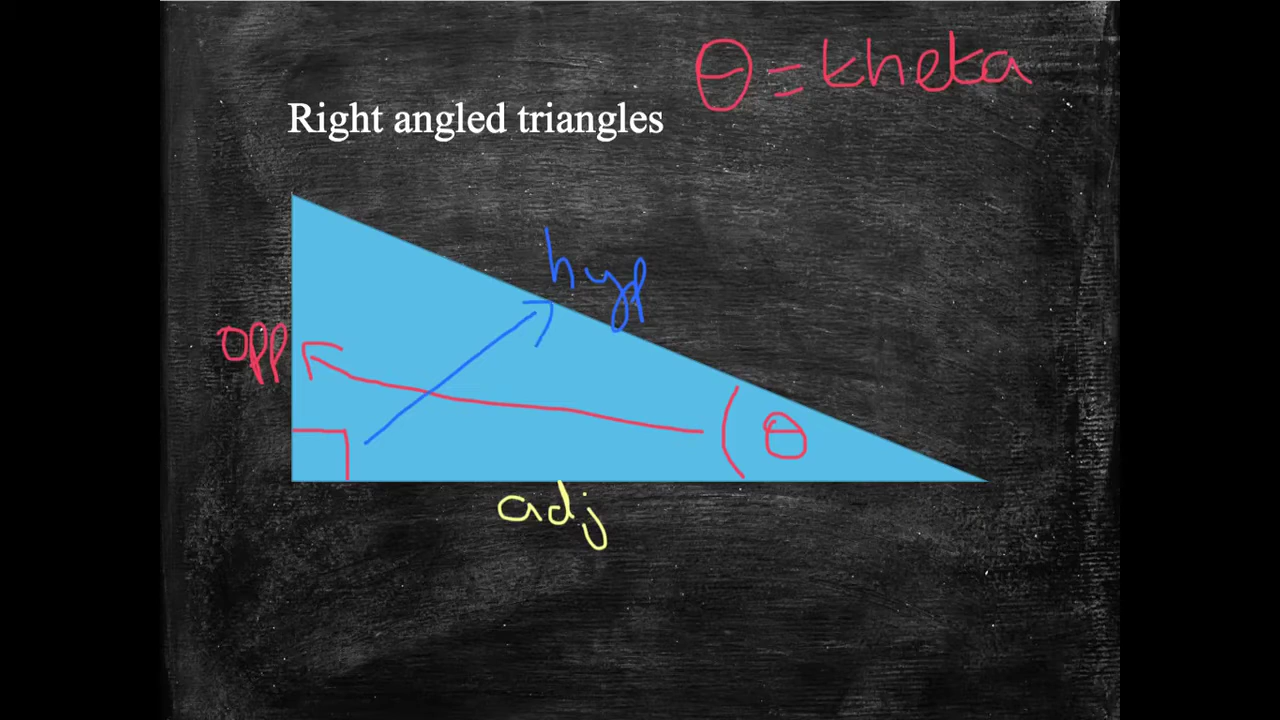 θ = theta
Right angled triangles
hyp
opp
θ
adj